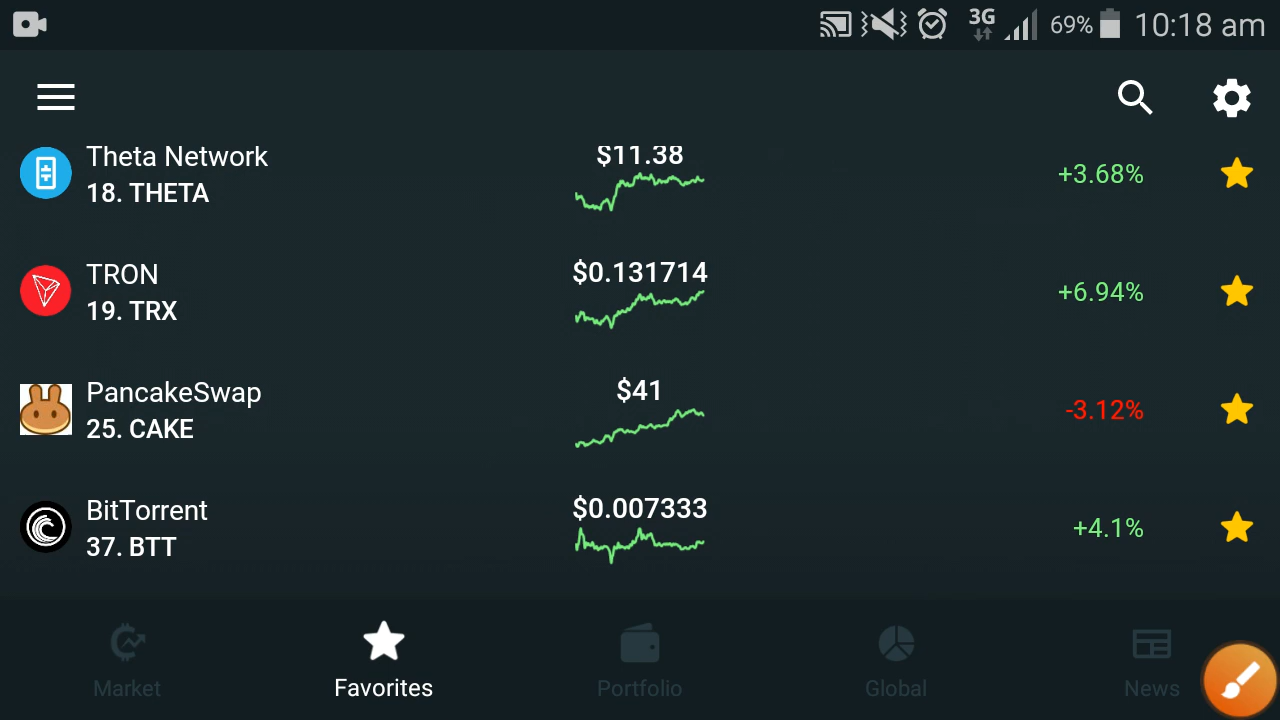 3G 69% 10:18 am
Theta Network
18. THETA
$11.38
+3.68%
TRON
19. TRX
$0.131714
+6.94%
PancakeSwap
25. CAKE
$41
-3.12%
BitTorrent
37. BTT
$0.007333
+4.1%
Market
Favorites
Portfolio
Global
News